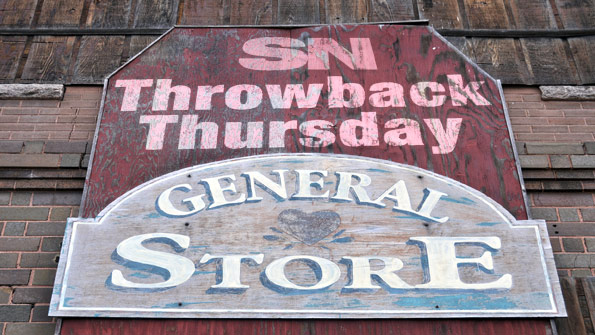 SN
Throwback
Thursday
GENERAL
STORE